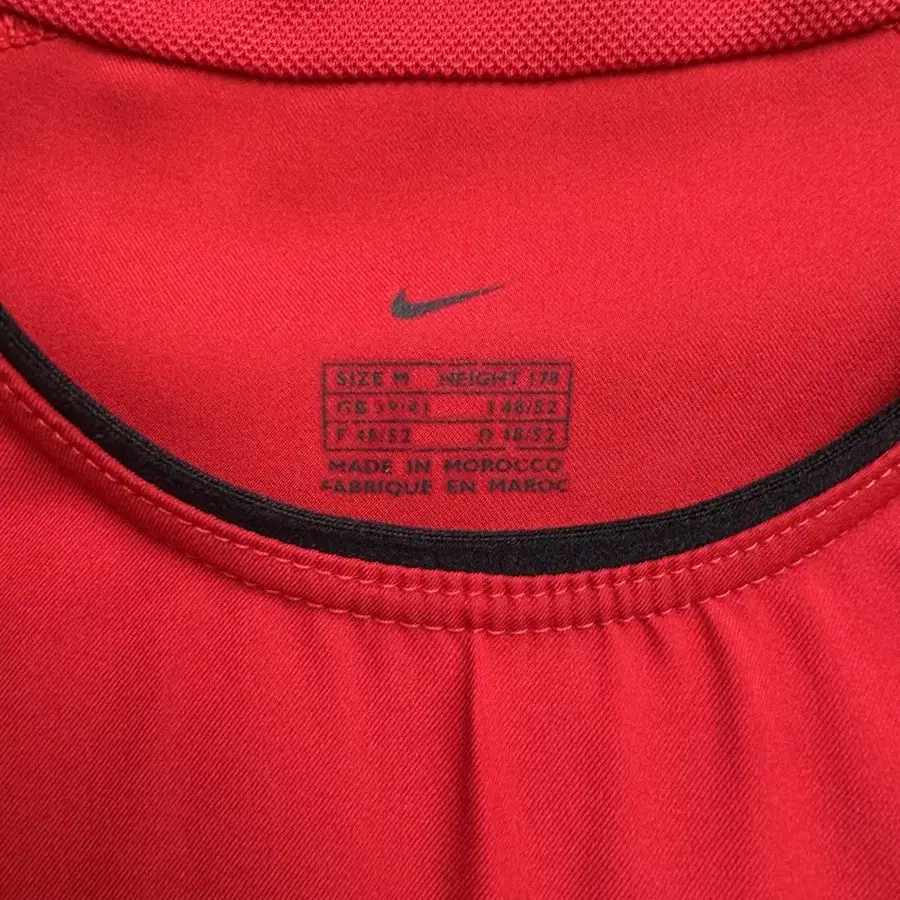 SIZE M HEIGHT 178
GB 39/41 I 48/52
F 48/52 D 48/52
MADE IN MOROCCO
FABRIQUE EN MAROC